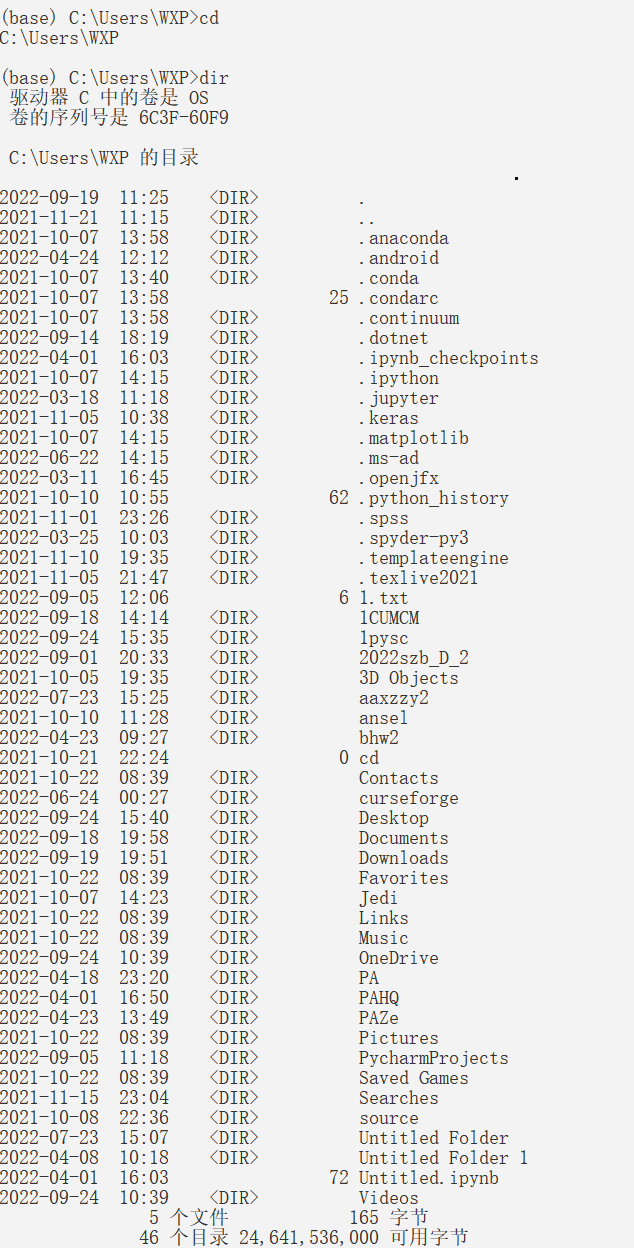 (base) C:\Users\WXP>cd
C:\Users\WXP
(base) C:\Users\WXP>dir
驱动器 C 中的卷是 OS
卷的序列号是 6C3F-60F9
C:\Users\WXP 的目录
2022-09-19  11:25    <DIR>          .
2021-11-21  11:15    <DIR>          ..
2021-10-07  13:58    <DIR>          .anaconda
2022-04-24  12:12    <DIR>          .android
2021-10-07  13:40    <DIR>          .conda
2021-10-07  13:58                25 .condarc
2021-10-07  13:58    <DIR>          .continuum
2022-09-14  18:19    <DIR>          .dotnet
2022-04-01  16:03    <DIR>          .ipynb_checkpoints
2021-10-07  14:15    <DIR>          .ipython
2022-03-18  11:18    <DIR>          .jupyter
2021-11-05  10:38    <DIR>          .keras
2021-10-07  14:15    <DIR>          .matplotlib
2022-06-22  14:15    <DIR>          .ms-ad
2022-03-11  16:45    <DIR>          .openjfx
2021-10-10  10:55                62 .python_history
2021-11-01  23:26    <DIR>          .spss
2022-03-25  10:03    <DIR>          .spyder-py3
2021-11-10  19:35    <DIR>          .templateengine
2021-11-05  21:47    <DIR>          .texlive2021
2022-09-05  12:06                 6 1.txt
2022-09-18  14:14    <DIR>          1CUMCM
2022-09-24  15:35    <DIR>          1pysc
2022-09-01  20:33    <DIR>          2022szb_D_2
2021-10-05  19:35    <DIR>          3D Objects
2022-07-23  15:25    <DIR>          aaxzzy2
2021-10-10  11:28    <DIR>          ansel
2022-04-23  09:27    <DIR>          bhw2
2021-10-21  22:24                 0 cd
2021-10-22  08:39    <DIR>          Contacts
2022-06-24  00:27    <DIR>          curseforge
2022-09-24  15:40    <DIR>          Desktop
2022-09-18  19:58    <DIR>          Documents
2022-09-19  19:51    <DIR>          Downloads
2021-10-22  08:39    <DIR>          Favorites
2021-10-07  14:23    <DIR>          Jedi
2021-10-22  08:39    <DIR>          Links
2021-10-22  08:39    <DIR>          Music
2022-09-24  10:39    <DIR>          OneDrive
2022-04-18  23:20    <DIR>          PA
2022-04-01  16:50    <DIR>          PAHQ
2022-04-23  13:49    <DIR>          PAZe
2021-10-22  08:39    <DIR>          Pictures
2022-09-05  11:18    <DIR>          PycharmProjects
2021-10-22  08:39    <DIR>          Saved Games
2021-11-15  23:04    <DIR>          Searches
2021-10-08  22:36    <DIR>          source
2022-07-23  15:07    <DIR>          Untitled Folder
2022-04-08  10:18    <DIR>          Untitled Folder 1
2022-04-01  16:03                72 Untitled.ipynb
2022-09-24  10:39    <DIR>          Videos
5 个文件            165 字节
46 个目录 24,641,536,000 可用字节